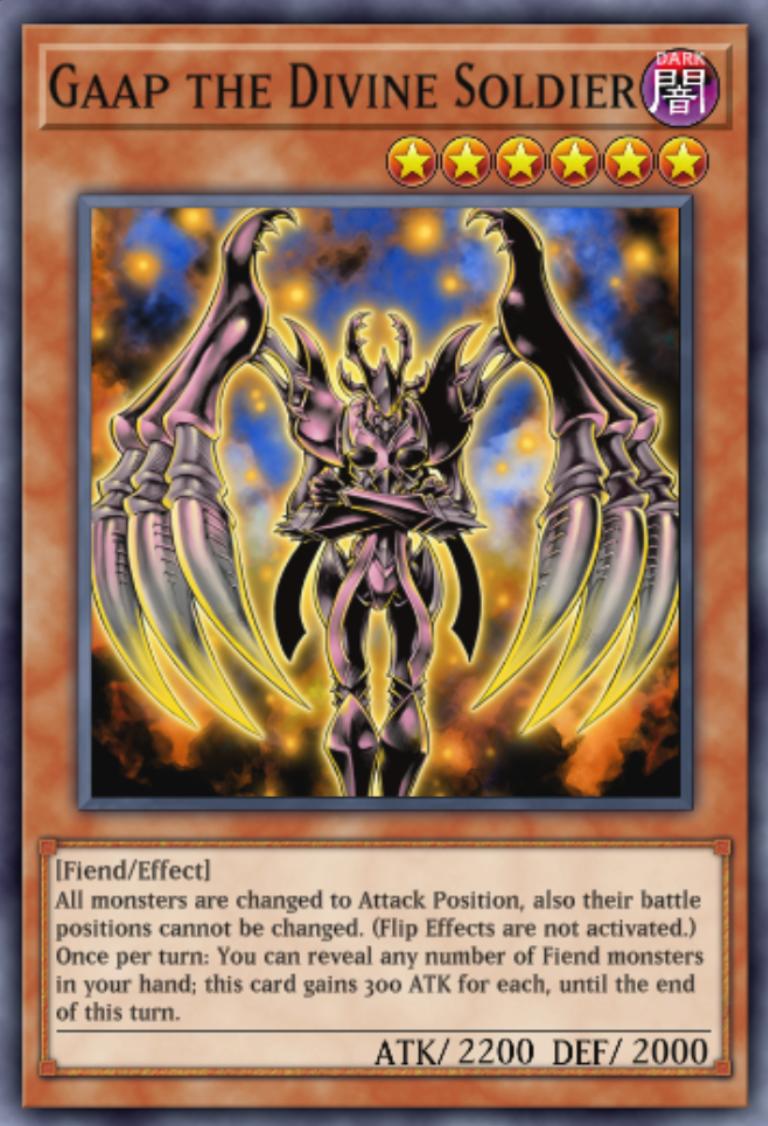 GAAP THE DIVINE SOLDIER
DARK
闇
[Fiend/Effect]
All monsters are changed to Attack Position, also their battle
positions cannot be changed. (Flip Effects are not activated.)
Once per turn: You can reveal any number of Fiend monsters
in your hand; this card gains 300 ATK for each, until the end
of this turn.
ATK/ 2200 DEF/ 2000